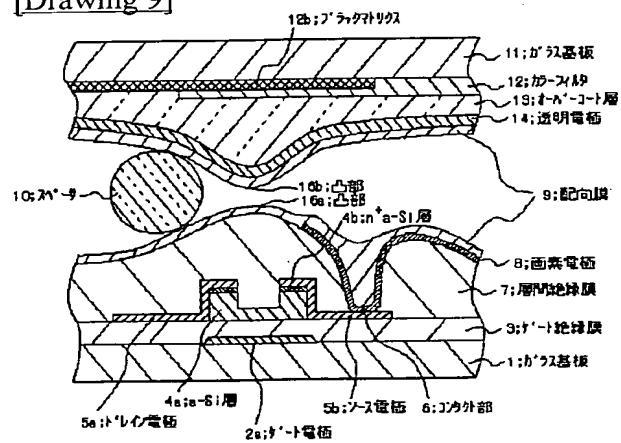 [Drawing 9]
12b;ブラックマトリクス
11;ガラス基板
12;カラーフィルタ
13;オーバーコート層
14;透明電極
10;スペーサ
16b;凸部
16a;凸部
4b;n+a-Si層
9;配向膜
8;画素電極
7;層間絶縁膜
3;ゲート絶縁膜
1;ガラス基板
5a;ドレイン電極
4a;a-Si層
2a;ゲート電極
5b;ソース電極
6;コンタクト部